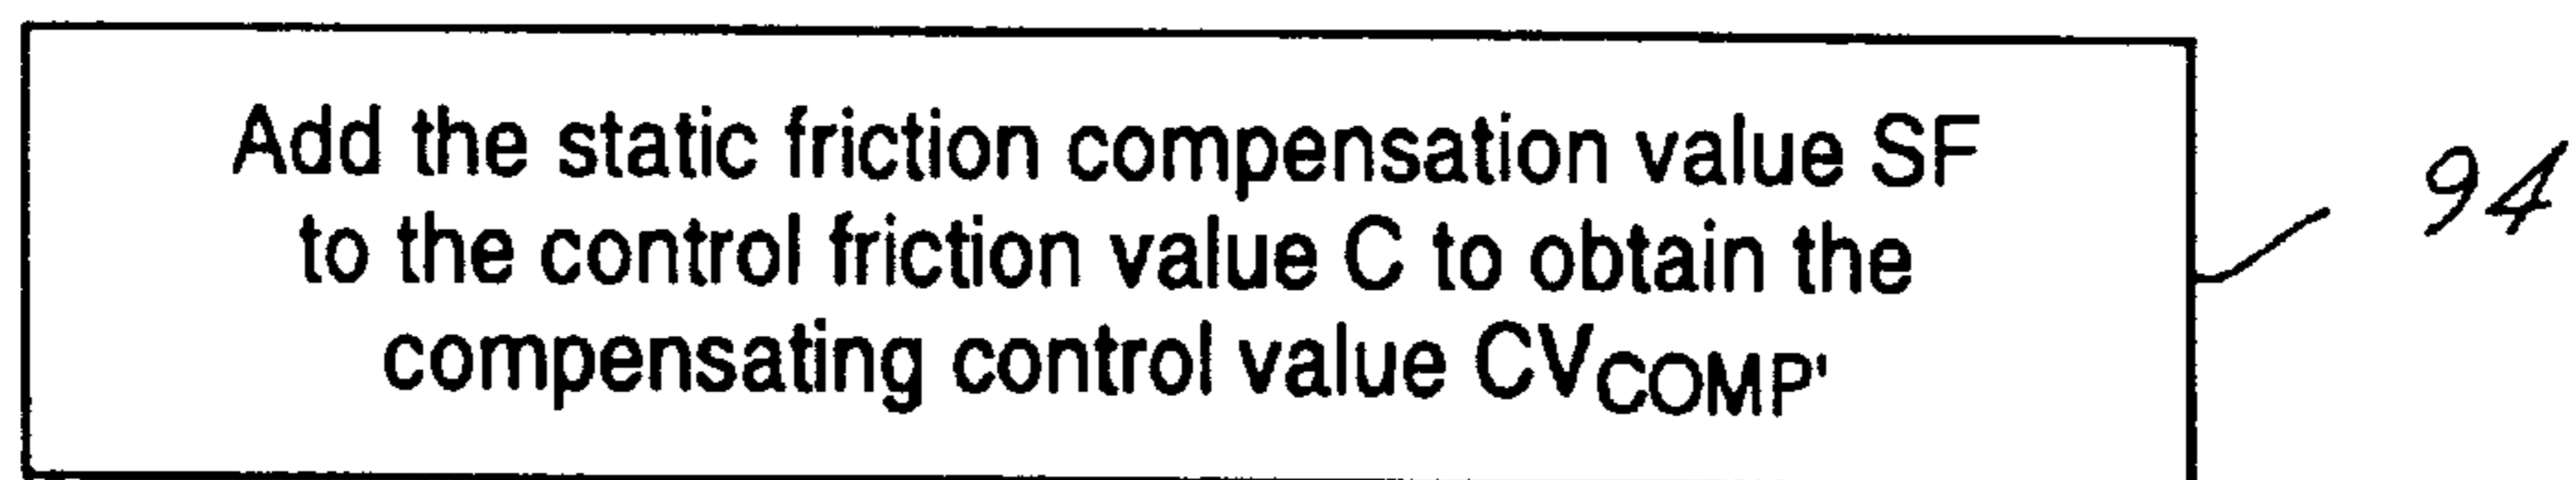 Add the static friction compensation value SF
to the control friction value C to obtain the
compensating control value CVCOMP'
94